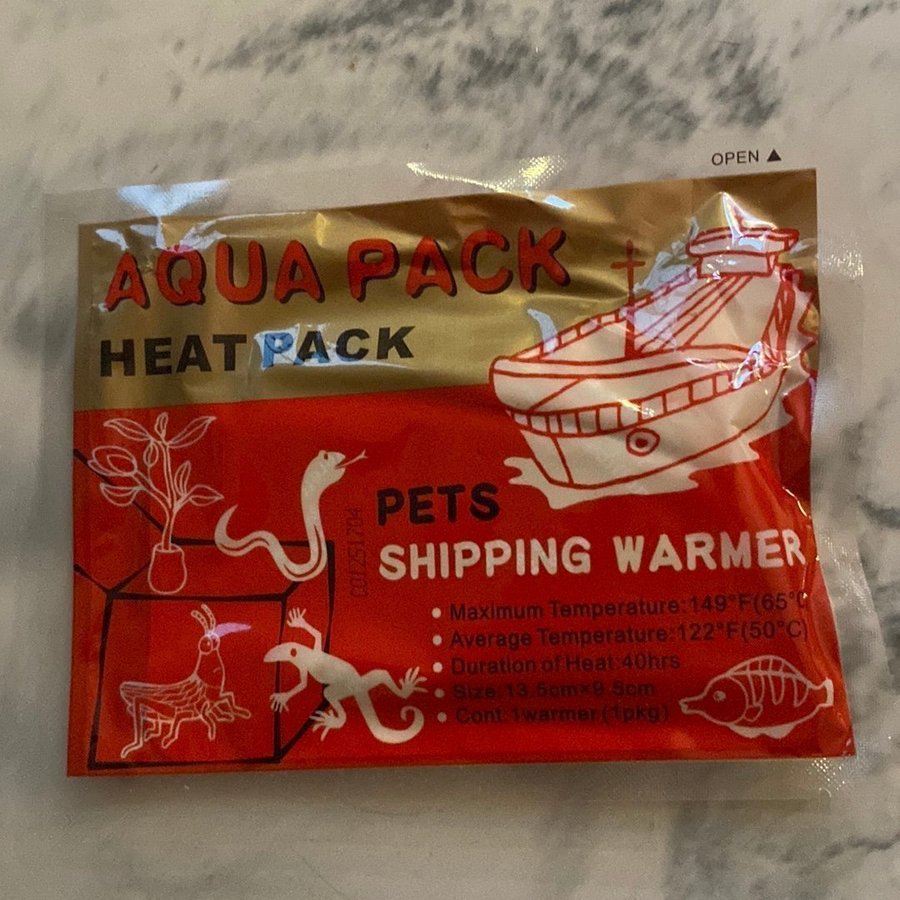 OPEN ▲
AQUA PACK
HEAT PACK
PETS
SHIPPING WARMER
• Maximum Temperature:149°F(65°C
• Average Temperature:122°F(50°C)
• Duration of Heat:40hrs
• Size:13.5cm×9.5cm
• Cont:1warmer(1pkg)